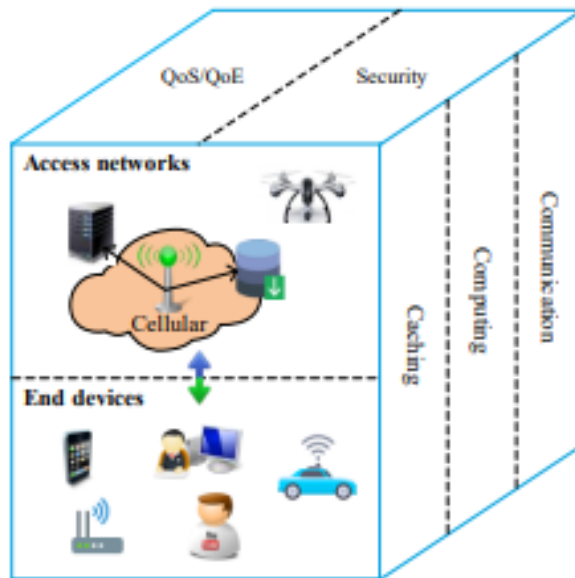 QoS/QoE
Security
Access networks
Cellular
End devices
Caching
Computing
Communication